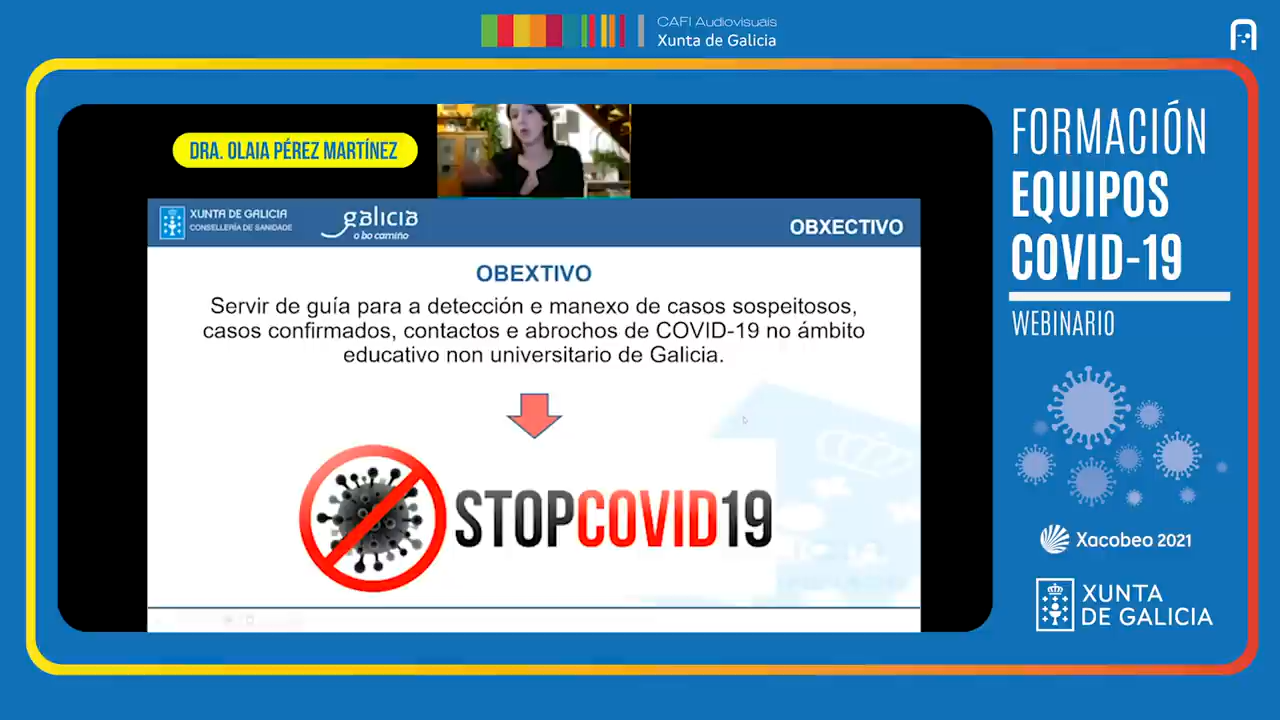 CAFI Audiovisuais
Xunta de Galicia
DRA. OLAIA PÉREZ MARTÍNEZ
XUNTA DE GALICIA
CONSELLERÍA DE SANIDADE
galicia
o bo camiño
OBXECTIVO
OBEXTIVO
Servir de guía para a detección e manexo de casos sospeitosos,
casos confirmados, contactos e abrochos de COVID-19 no ámbito
educativo non universitario de Galicia.
STOPCOVID19
FORMACIÓN
EQUIPOS
COVID-19
WEBINARIO
Xacobeo 2021
XUNTA
DE GALICIA